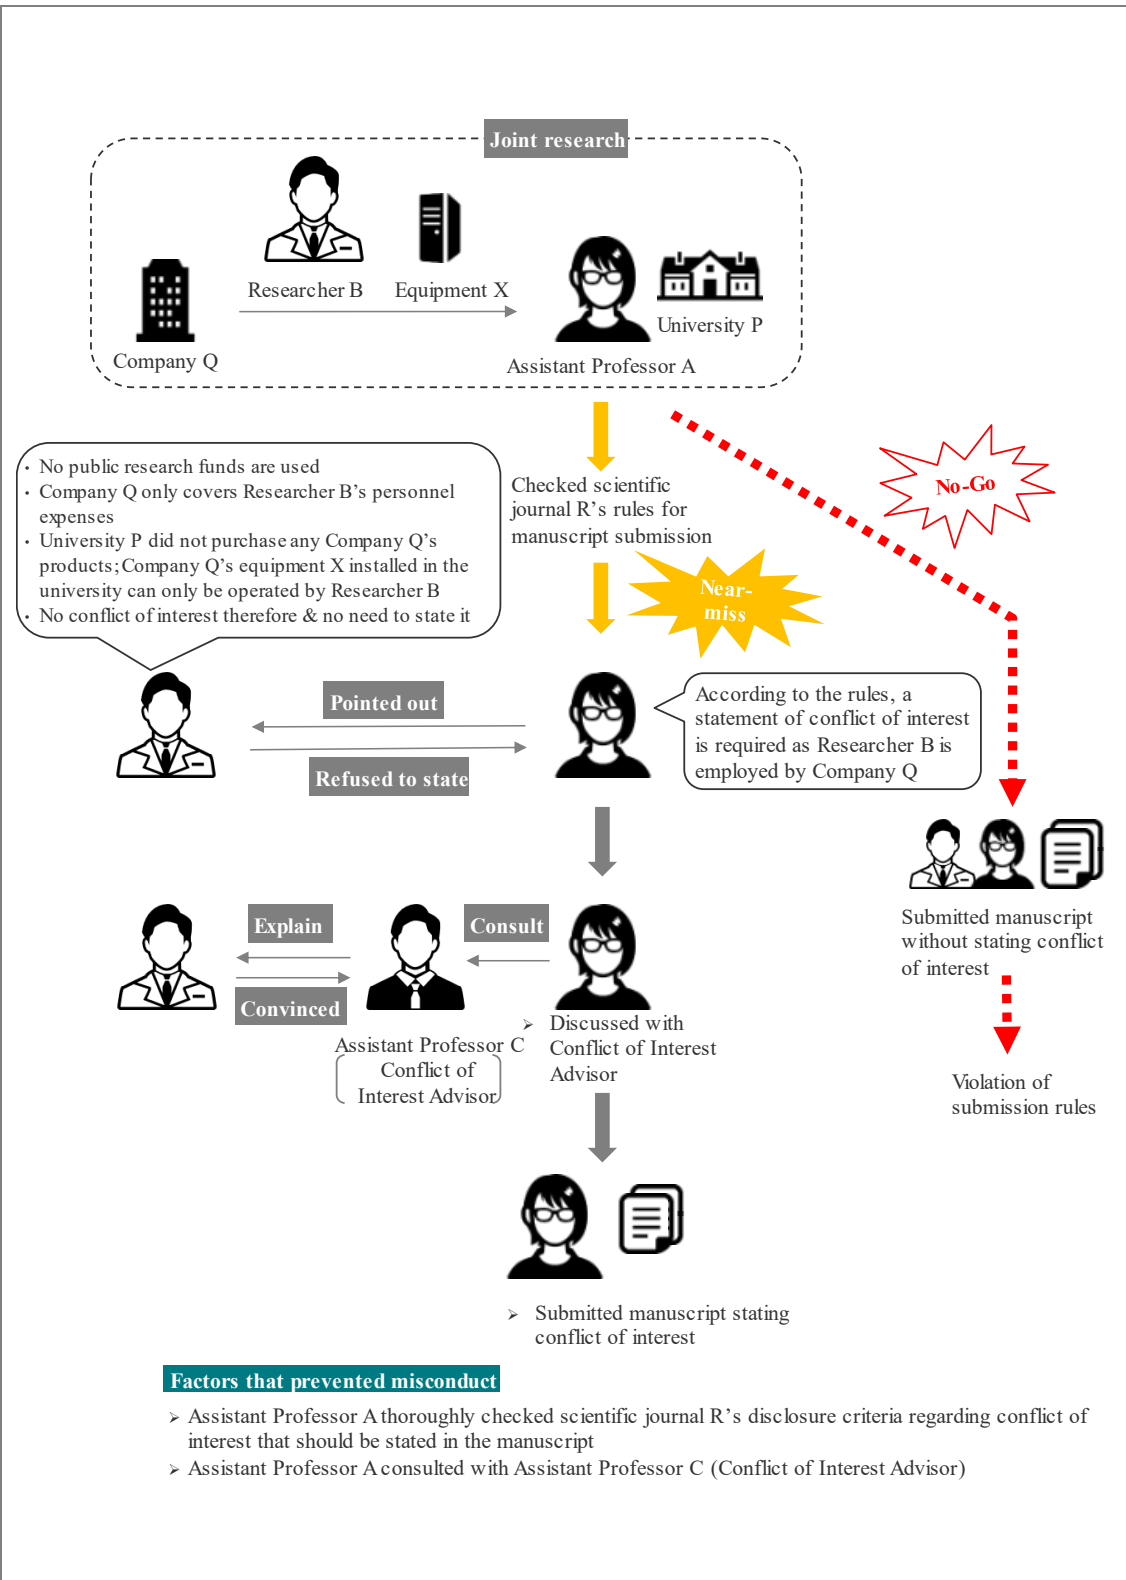 Joint research
Researcher B
Equipment X
University P
Company Q
Assistant Professor A
· No public research funds are used
· Company Q only covers Researcher B's personnel
expenses
· University P did not purchase any Company Q's
products; Company Q's equipment X installed in the
university can only be operated by Researcher B
· No conflict of interest therefore & no need to state it
Checked scientific
journal R's rules for
manuscript submission
No-Go
Near-
miss
Pointed out
Refused to state
According to the rules, a
statement of conflict of interest
is required as Researcher B is
employed by Company Q
Explain
Convinced
Consult
Assistant Professor C
Conflict of
Interest Advisor
➢ Discussed with
Conflict of Interest
Advisor
Submitted manuscript
without stating conflict
of interest
Violation of
submission rules
➢ Submitted manuscript stating
conflict of interest
Factors that prevented misconduct
➢ Assistant Professor A thoroughly checked scientific journal R's disclosure criteria regarding conflict of
interest that should be stated in the manuscript
➢ Assistant Professor A consulted with Assistant Professor C (Conflict of Interest Advisor)